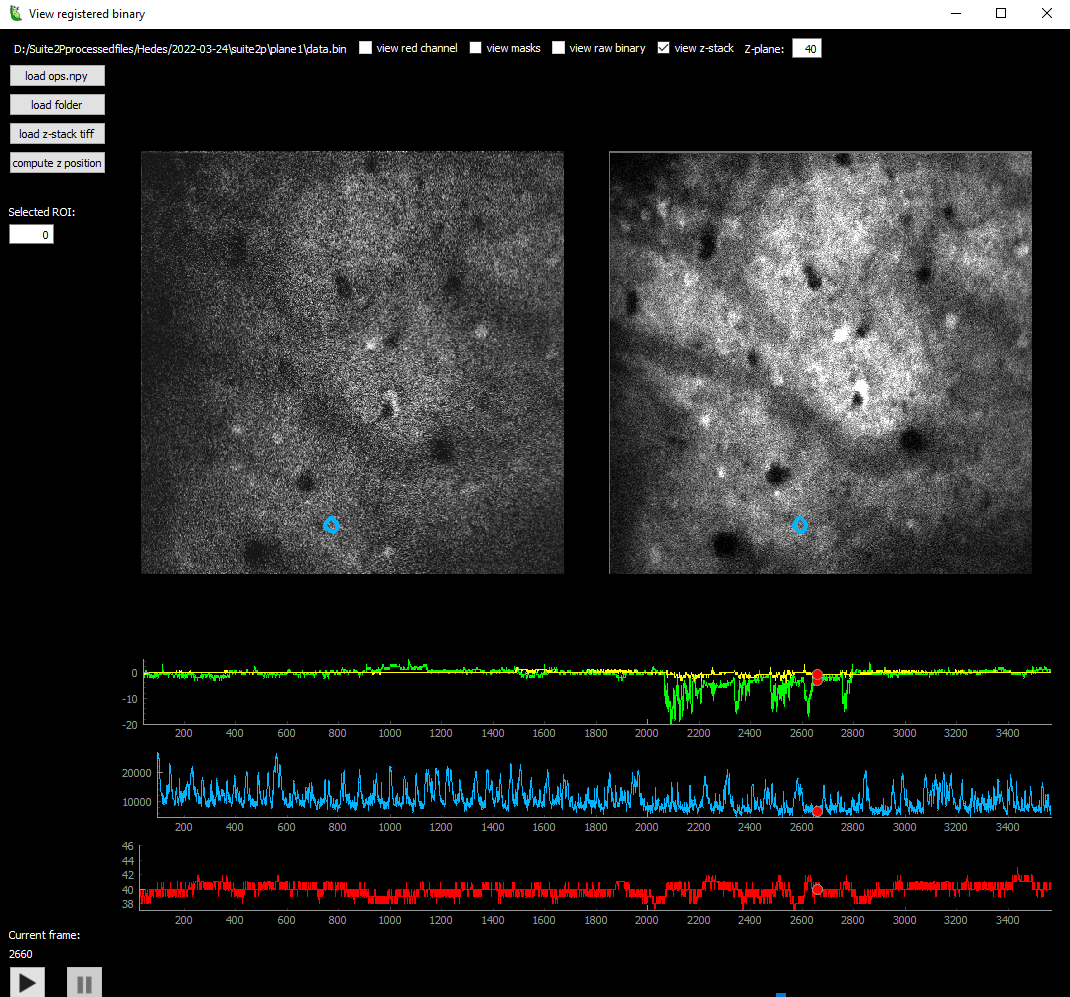 View registered binary
D:/Suite2Pprocessedfiles/Hedes/2022-03-24\suite2p\plane1\data.bin view red channel view masks view raw binary view z-stack Z-plane: 40
load ops.npy
load folder
load z-stack tiff
compute z position
Selected ROI:
0
0
-10
-20
200 400 600 800 1000 1200 1400 1600 1800 2000 2200 2400 2600 2800 3000 3200 3400
20000
10000
200 400 600 800 1000 1200 1400 1600 1800 2000 2200 2400 2600 2800 3000 3200 3400
46
44
42
40
38
200 400 600 800 1000 1200 1400 1600 1800 2000 2200 2400 2600 2800 3000 3200 3400
Current frame:
2660